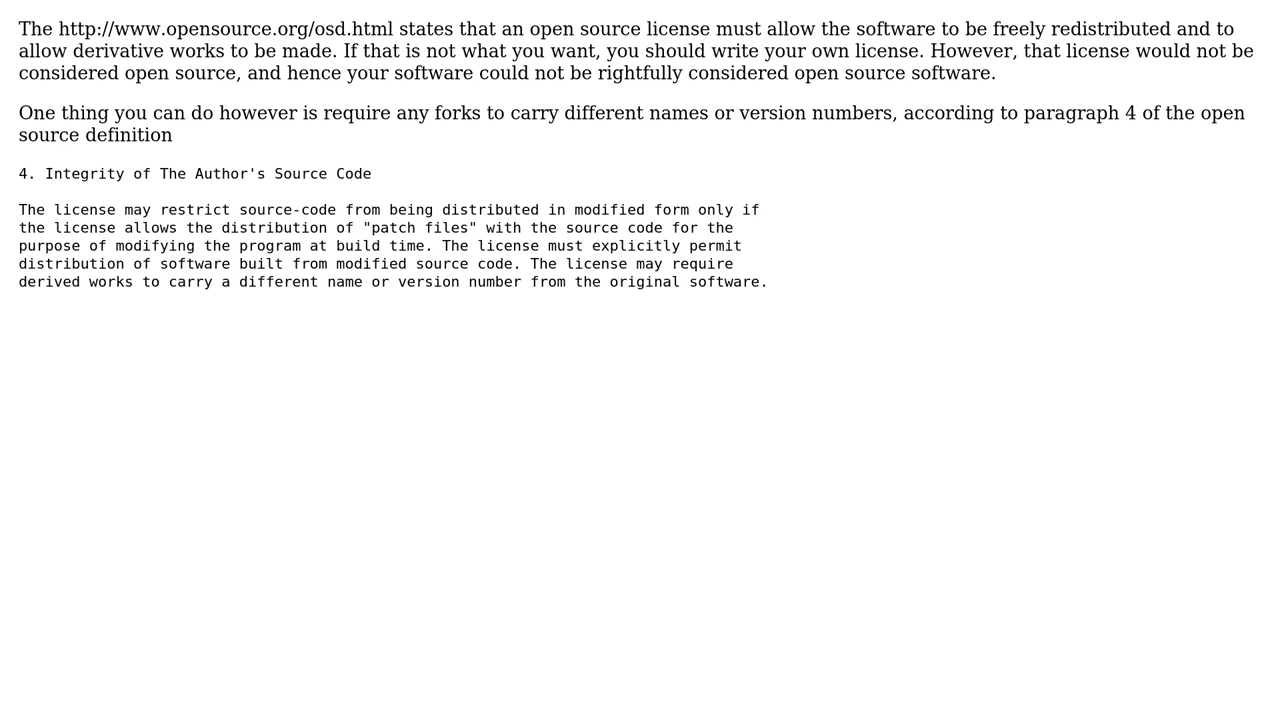 The http://www.opensource.org/osd.html states that an open source license must allow the software to be freely redistributed and to
allow derivative works to be made. If that is not what you want, you should write your own license. However, that license would not be
considered open source, and hence your software could not be rightfully considered open source software.
One thing you can do however is require any forks to carry different names or version numbers, according to paragraph 4 of the open
source definition
4. Integrity of The Author's Source Code
The license may restrict source-code from being distributed in modified form only if
the license allows the distribution of "patch files" with the source code for the
purpose of modifying the program at build time. The license must explicitly permit
distribution of software built from modified source code. The license may require
derived works to carry a different name or version number from the original software.